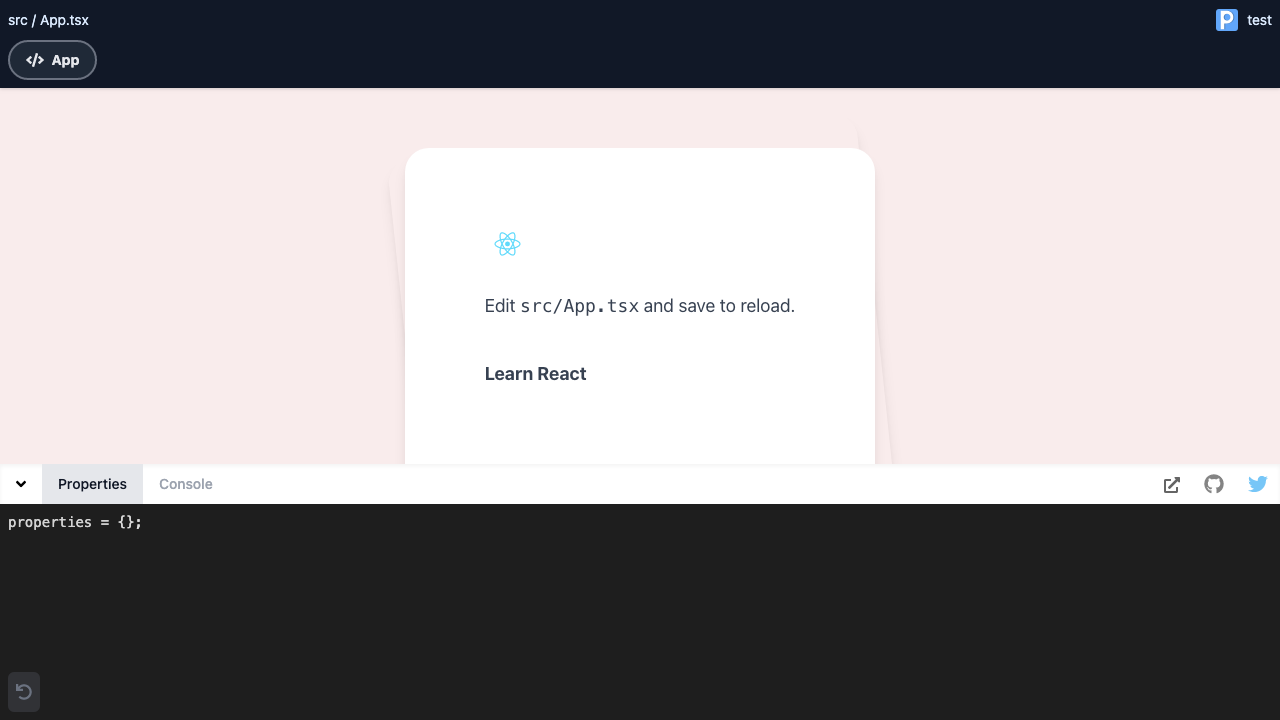 src / App.tsx
test
App
Edit src/App.tsx and save to reload.
Learn React
Properties
Console
properties = {};